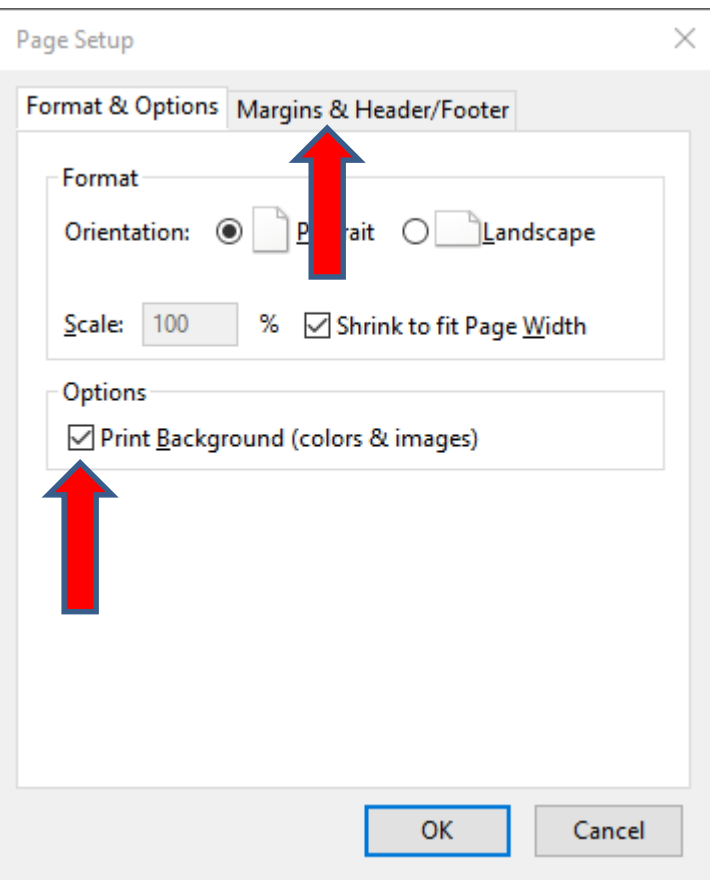 Page Setup
Format & Options Margins & Header/Footer
Format
Orientation: Landscape
Scale: 100 % Shrink to fit Page Width
Options
Print Background (colors & images)
OK Cancel